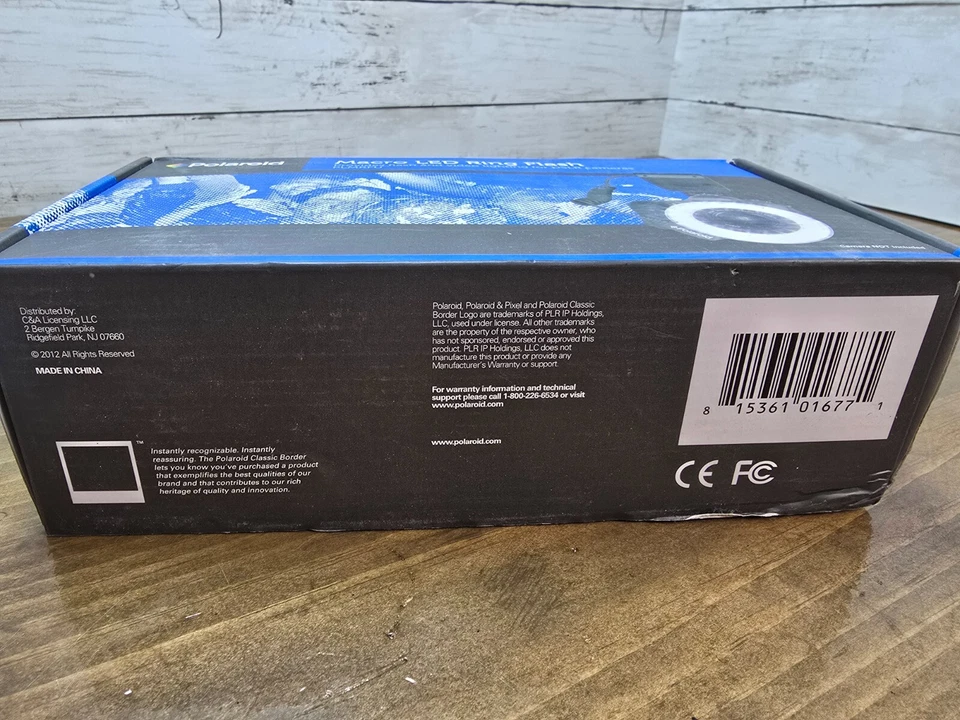 Polaroid
Macro LED Ring Flash
Camera NOT Included
Distributed by:
C&A Licensing LLC
2 Bergen Turnpike
Ridgefield Park, NJ 07660
© 2012 All Rights Reserved
MADE IN CHINA
™
Instantly recognizable. Instantly
reassuring. The Polaroid Classic Border
lets you know you've purchased a product
that exemplifies the best qualities of our
brand and that contributes to our rich
heritage of quality and innovation.
Polaroid, Polaroid & Pixel and Polaroid Classic
Border Logo are trademarks of PLR IP Holdings,
LLC, used under license. All other trademarks
are the property of the respective owner, who
has not sponsored, endorsed or approved this
product. PLR IP Holdings, LLC does not
manufacture this product or provide any
Manufacturer's Warranty or support.
For warranty information and technical
support please call 1-800-226-6534 or visit
www.polaroid.com
www.polaroid.com
8 15361 01677 1
CE FC